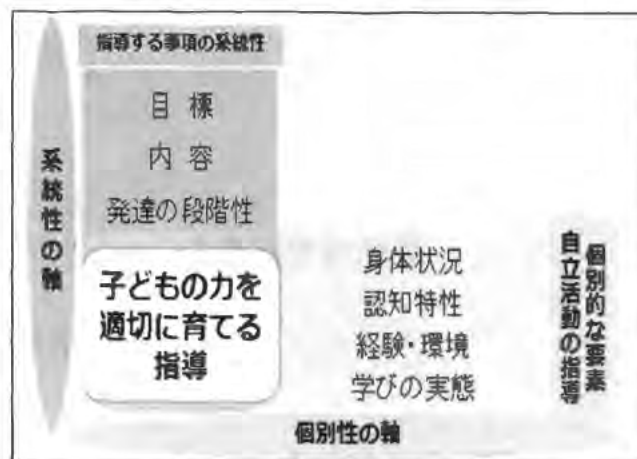 指導する事項の系統性
目標
内容
発達の段階性
系統性の軸
子どもの力を
適切に育てる
指導
身体状況
認知特性
経験・環境
学びの実態
個別的な要素
自立活動の指導
個別性の軸